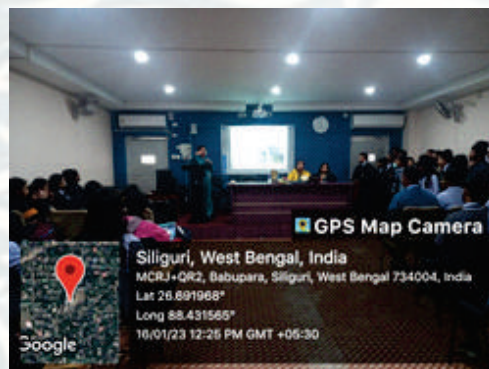 GPS Map Camera
Siliguri, West Bengal, India
MCRJ+QR2, Babupara, Siliguri, West Bengal 734004, India
Lat 26.691968°
Long 88.431565°
16/01/23 12:25 PM GMT +05:30
Google